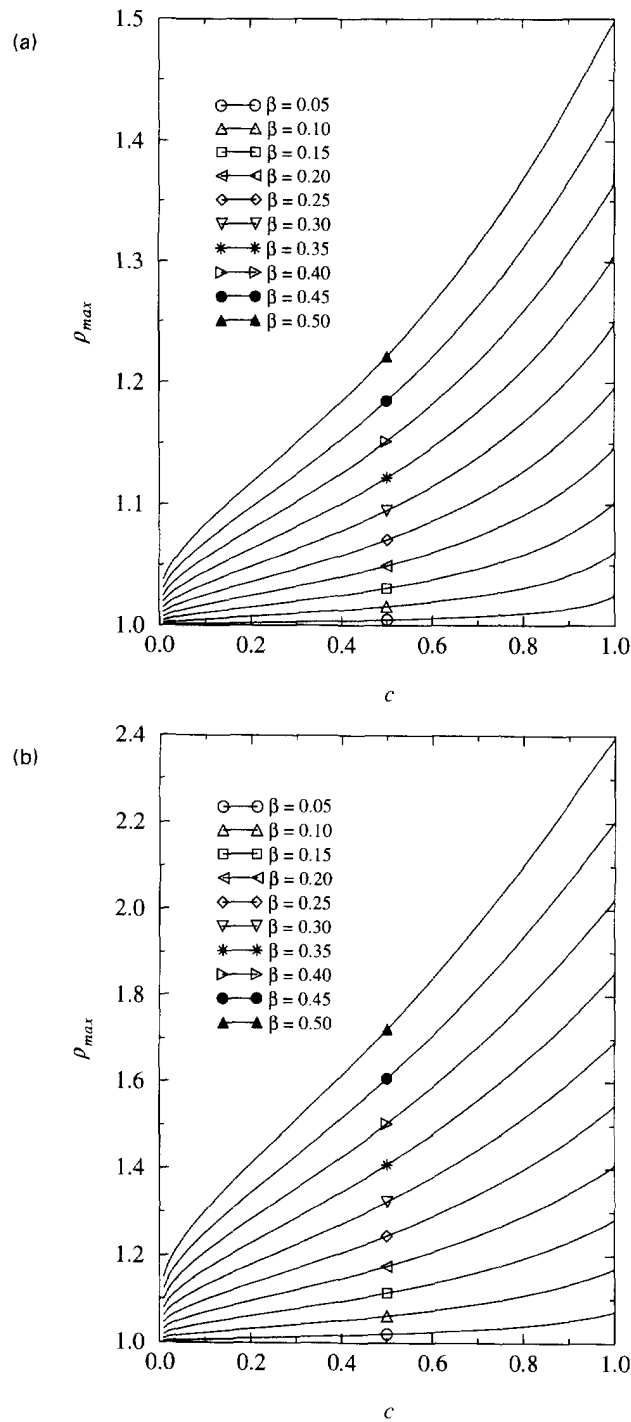 (a)
1.5
1.4
1.3
1.2
1.1
1.0
ρmax
β = 0.05
β = 0.10
β = 0.15
β = 0.20
β = 0.25
β = 0.30
β = 0.35
β = 0.40
β = 0.45
β = 0.50
0.0 0.2 0.4 0.6 0.8 1.0
c
(b)
2.4
2.2
2.0
1.8
1.6
1.4
1.2
1.0
ρmax
β = 0.05
β = 0.10
β = 0.15
β = 0.20
β = 0.25
β = 0.30
β = 0.35
β = 0.40
β = 0.45
β = 0.50
0.0 0.2 0.4 0.6 0.8 1.0
c